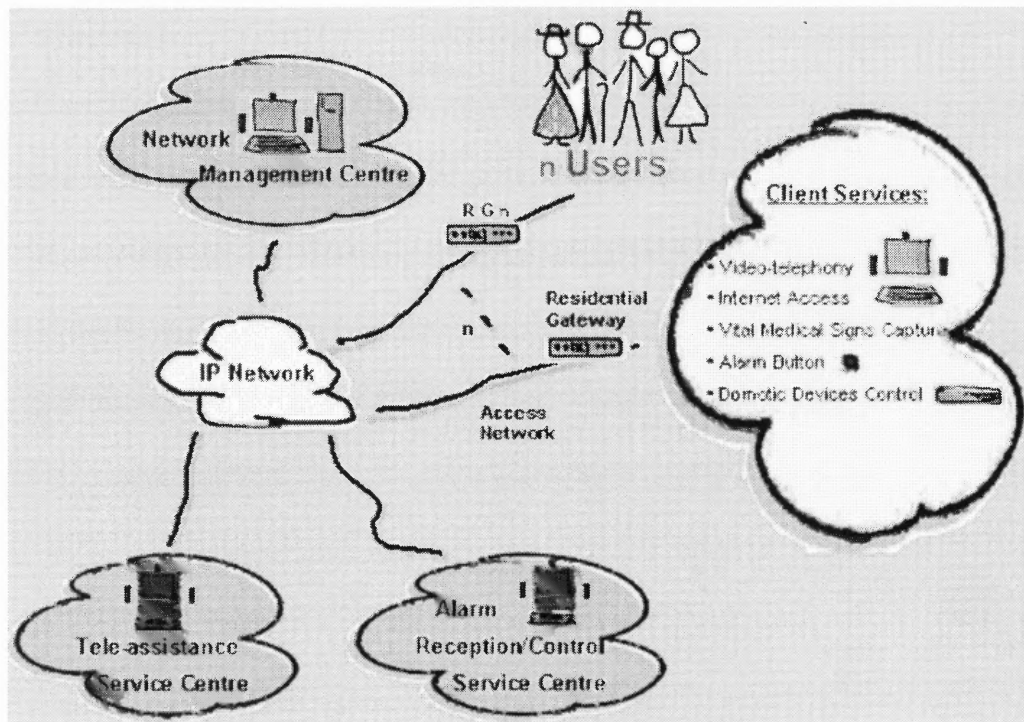 n Users
Network
Management Centre
R G n
Client Services:
• Video-telephony
• Internet Access
• Vital Medical Signs Capture
• Alarm Button
• Domotic Devices Control
Residential
Gateway
n
IP Network
Access
Network
Tele-assistance
Service Centre
Alarm
Reception/Control
Service Centre